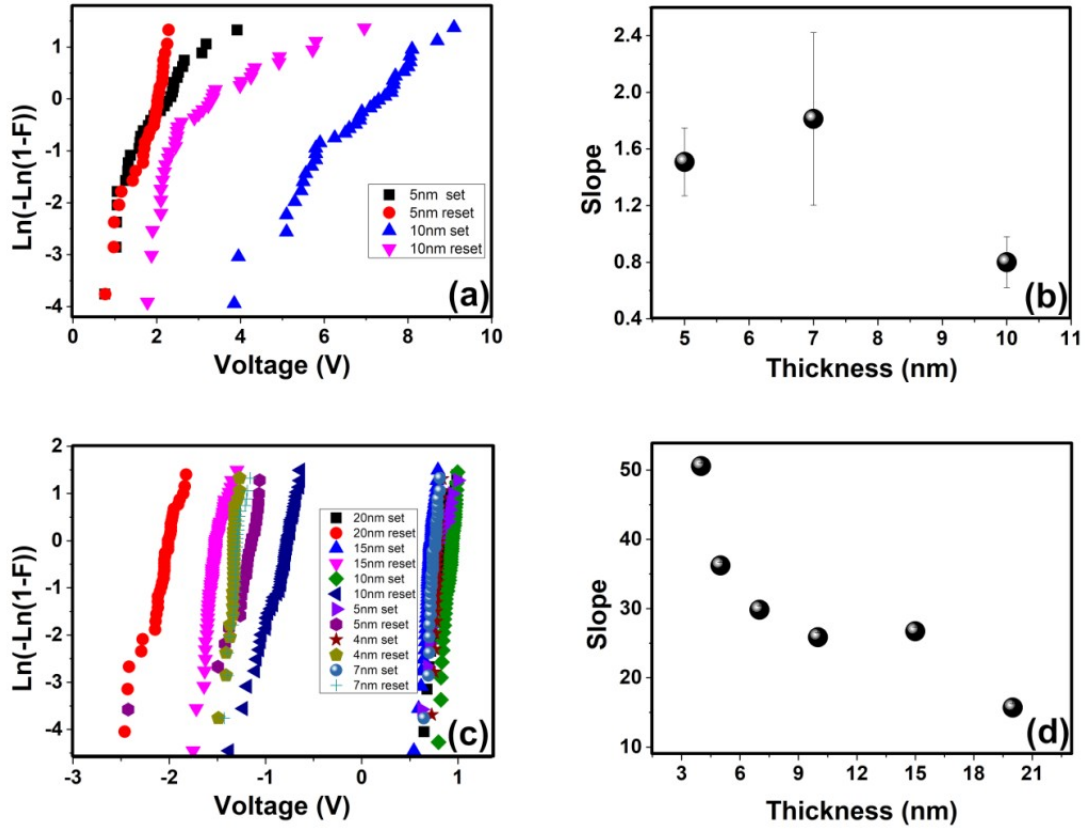 Ln(-Ln(1-F))
1
0
-1
-2
-3
-4
0
2
4
6
8
10
Voltage (V)
5nm set
5nm reset
10nm set
10nm reset
(a)
Slope
2.4
2.0
1.6
1.2
0.8
0.4
5
6
7
8
9
10
11
Thickness (nm)
(b)
Ln(-Ln(1-F))
2
1
0
-1
-2
-3
-4
-3
-2
-1
0
1
Voltage (V)
20nm set
20nm reset
15nm set
15nm reset
10nm set
10nm reset
5nm set
5nm reset
4nm set
4nm reset
7nm set
7nm reset
(c)
Slope
50
40
30
20
10
3
6
9
12
15
18
21
Thickness (nm)
(d)